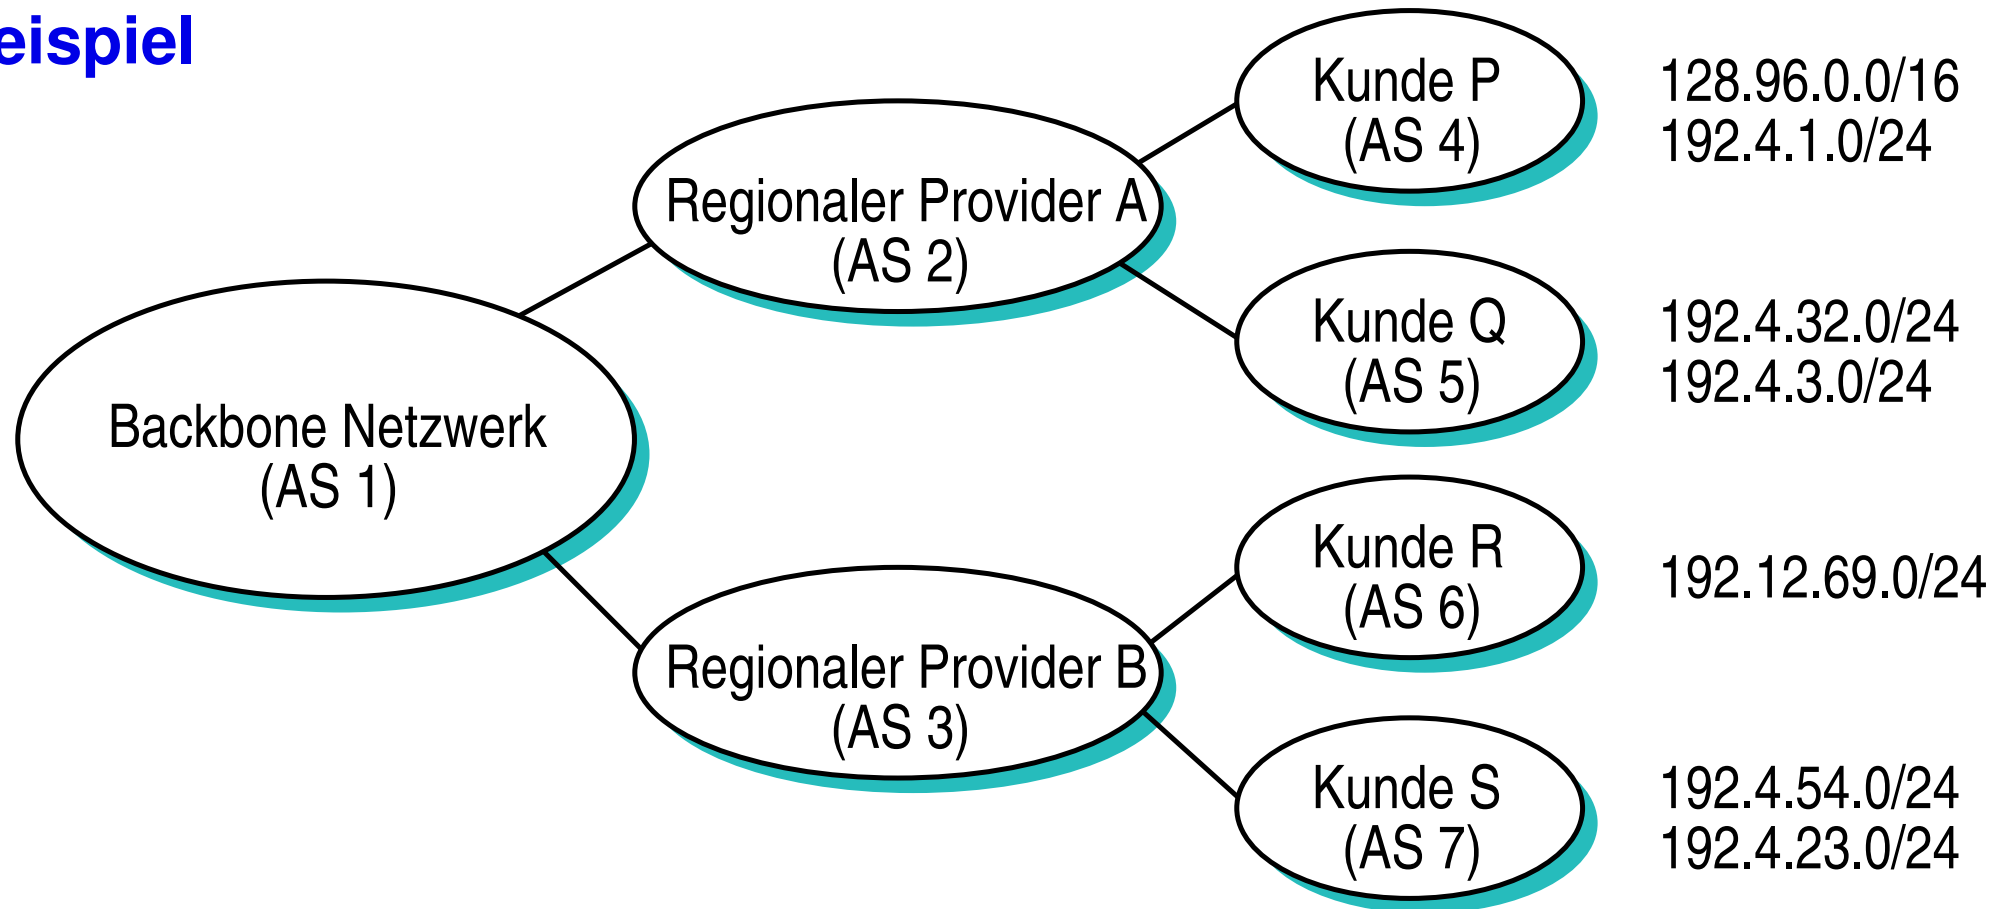 eispiel
Kunde P
(AS 4)
128.96.0.0/16
192.4.1.0/24
Regionaler Provider A
(AS 2)
Kunde Q
(AS 5)
192.4.32.0/24
192.4.3.0/24
Backbone Netzwerk
(AS 1)
Kunde R
(AS 6)
192.12.69.0/24
Regionaler Provider B
(AS 3)
Kunde S
(AS 7)
192.4.54.0/24
192.4.23.0/24